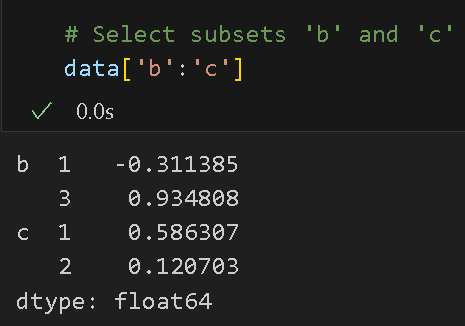 # Select subsets 'b' and 'c'
data['b':'c']
✓ 0.0s
b  1   -0.311385
   3    0.934808
c  1    0.586307
   2    0.120703
dtype: float64